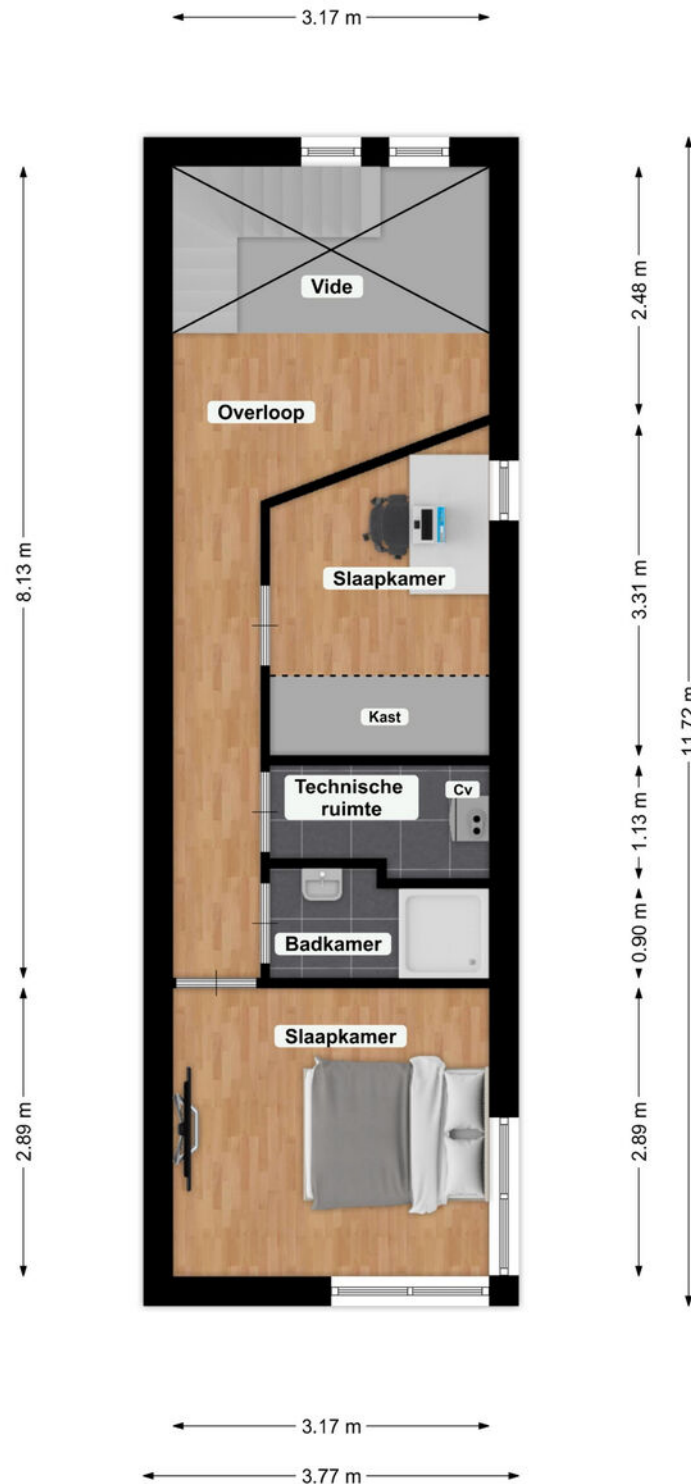 3.17 m
Vide
2.48 m
Overloop
8.13 m
Slaapkamer
3.31 m
Kast
11.72 m
Technische
ruimte
Cv
1.13 m
Badkamer
0.90 m
Slaapkamer
2.89 m
2.89 m
3.17 m
3.77 m